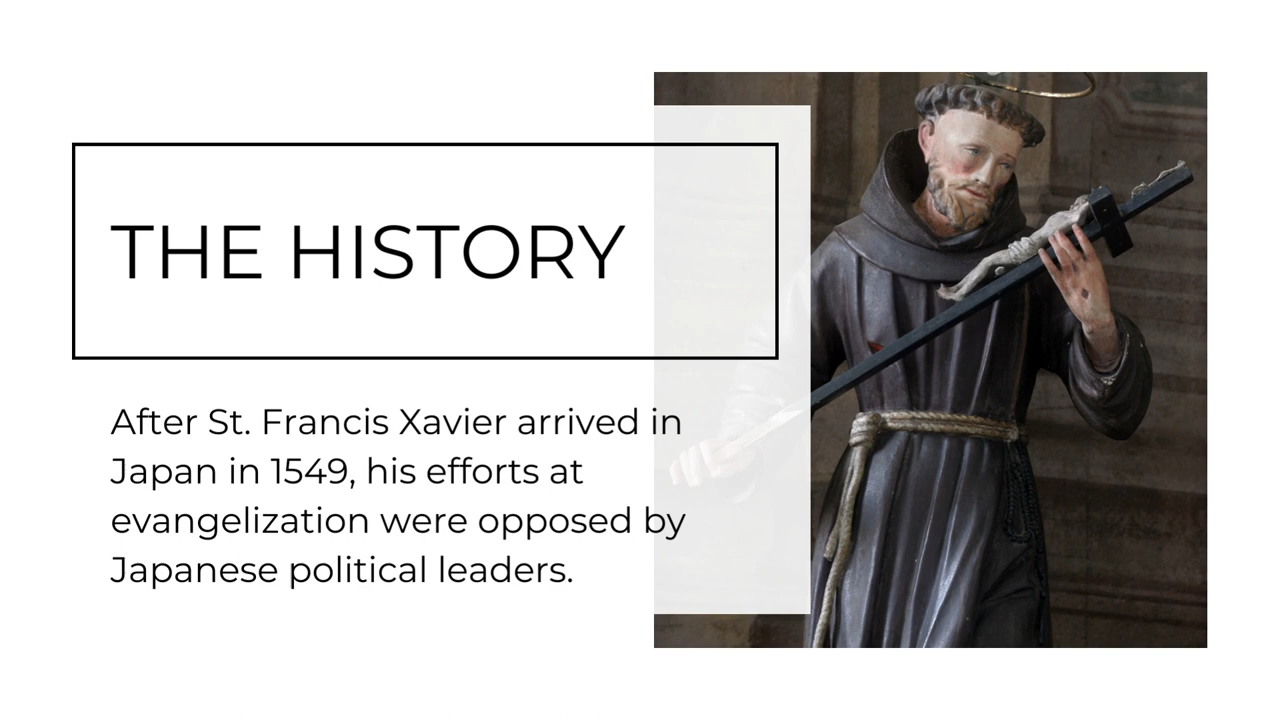 THE HISTORY
After St. Francis Xavier arrived in
Japan in 1549, his efforts at
evangelization were opposed by
Japanese political leaders.